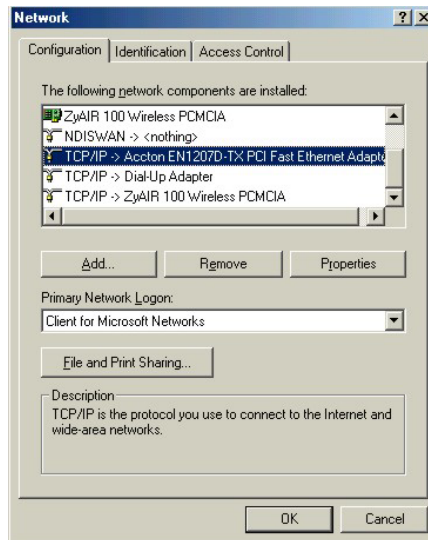 Network
Configuration Identification Access Control
The following network components are installed:
ZyAIR 100 Wireless PCMCIA
NDISWAN -> <nothing>
TCP/IP -> Accton EN1207D-TX PCI Fast Ethernet Adapte
TCP/IP -> Dial-Up Adapter
TCP/IP -> ZyAIR 100 Wireless PCMCIA
Add... Remove Properties
Primary Network Logon:
Client for Microsoft Networks
File and Print Sharing...
Description
TCP/IP is the protocol you use to connect to the Internet and
wide-area networks.
OK Cancel